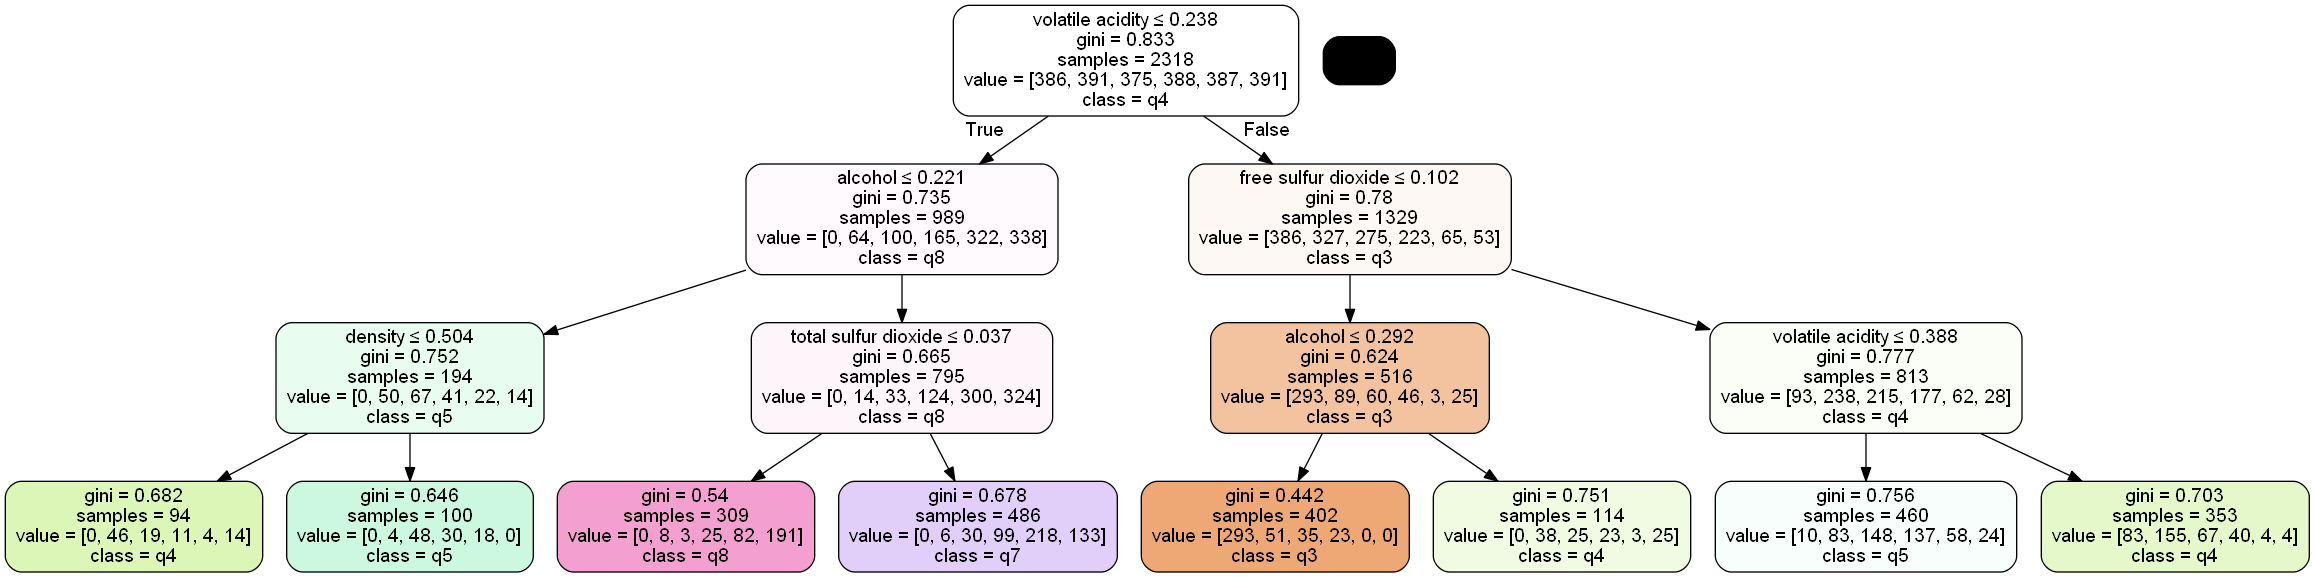 volatile acidity ≤ 0.238
gini = 0.833
samples = 2318
value = [386, 391, 375, 388, 387, 391]
class = q4
True
False
alcohol ≤ 0.221
gini = 0.735
samples = 989
value = [0, 64, 100, 165, 322, 338]
class = q8
free sulfur dioxide ≤ 0.102
gini = 0.78
samples = 1329
value = [386, 327, 275, 223, 65, 53]
class = q3
density ≤ 0.504
gini = 0.752
samples = 194
value = [0, 50, 67, 41, 22, 14]
class = q5
total sulfur dioxide ≤ 0.037
gini = 0.665
samples = 795
value = [0, 14, 33, 124, 300, 324]
class = q8
alcohol ≤ 0.292
gini = 0.624
samples = 516
value = [293, 89, 60, 46, 3, 25]
class = q3
volatile acidity ≤ 0.388
gini = 0.777
samples = 813
value = [93, 238, 215, 177, 62, 28]
class = q4
gini = 0.682
samples = 94
value = [0, 46, 19, 11, 4, 14]
class = q4
gini = 0.646
samples = 100
value = [0, 4, 48, 30, 18, 0]
class = q5
gini = 0.54
samples = 309
value = [0, 8, 3, 25, 82, 191]
class = q8
gini = 0.678
samples = 486
value = [0, 6, 30, 99, 218, 133]
class = q7
gini = 0.442
samples = 402
value = [293, 51, 35, 23, 0, 0]
class = q3
gini = 0.751
samples = 114
value = [0, 38, 25, 23, 3, 25]
class = q4
gini = 0.756
samples = 460
value = [10, 83, 148, 137, 58, 24]
class = q5
gini = 0.703
samples = 353
value = [83, 155, 67, 40, 4, 4]
class = q4